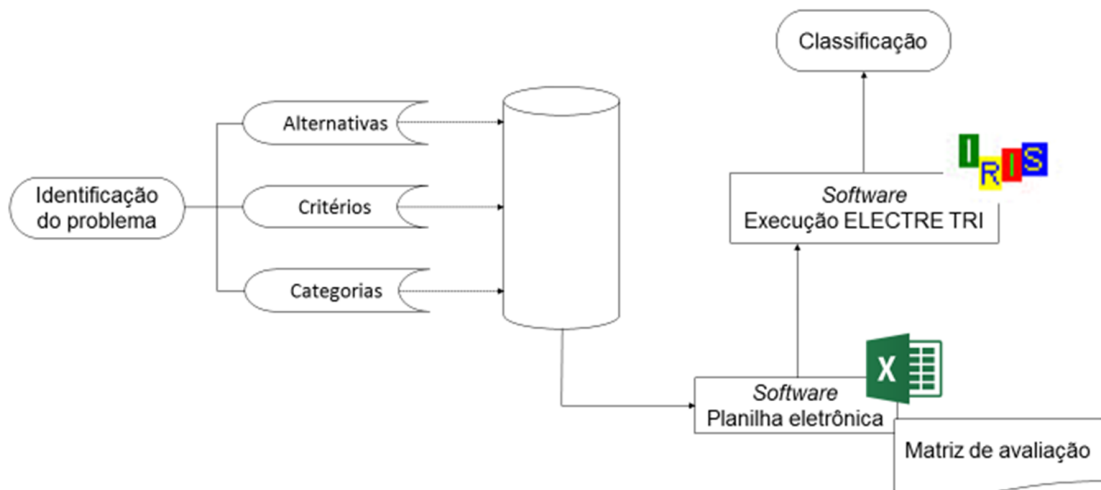 Classificação
Alternativas
IRIS
Identificação
do problema
Critérios
Software
Execução ELECTRE TRI
Categorias
X
Software
Planilha eletrônica
Matriz de avaliação